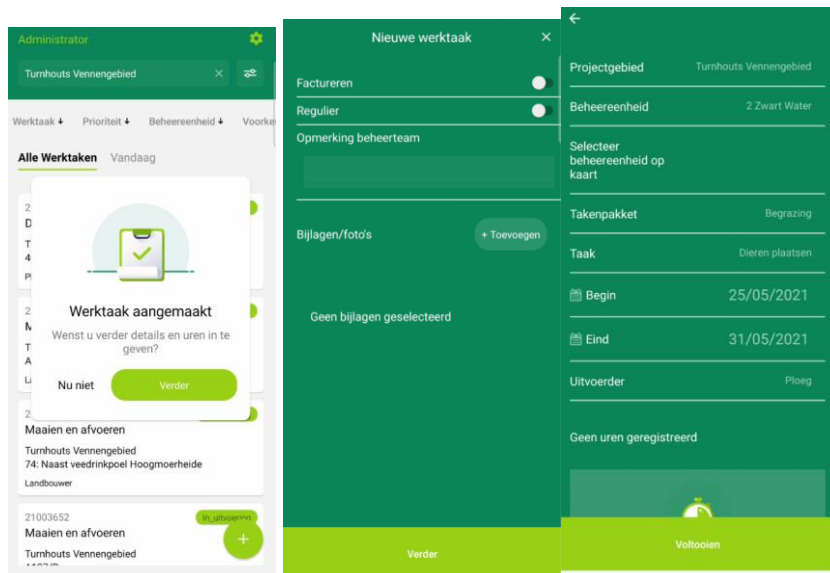 Administrator
Turnhouts Vennengebied
Werktaak
Prioriteit
Beheereenheid
Alle Werktaken
Vandaag
Werktaak aangemaakt
Wenst u verder details en uren in te
geven?
Nu niet
Verder
Maaien en afvoeren
Turnhouts Vennengebied
74: Naast veedrinkpoel Hoogmoerheide
Landbouwer
21003652
In_uitvoering
Maaien en afvoeren
Turnhouts Vennengebied
+
Nieuwe werktaak
Factureren
Regulier
Opmerking beheerteam
Bijlagen/foto's
+ Toevoegen
Geen bijlagen geselecteerd
Verder
Projectgebied
Turnhouts Vennengebied
Beheereenheid
2 Zwart Water
Selecteer
beheereenheid op
kaart
Takenpakket
Begrazing
Taak
Dieren plaatsen
Begin
25/05/2021
Eind
31/05/2021
Uitvoerder
Ploeg
Geen uren geregistreerd
Voltooien